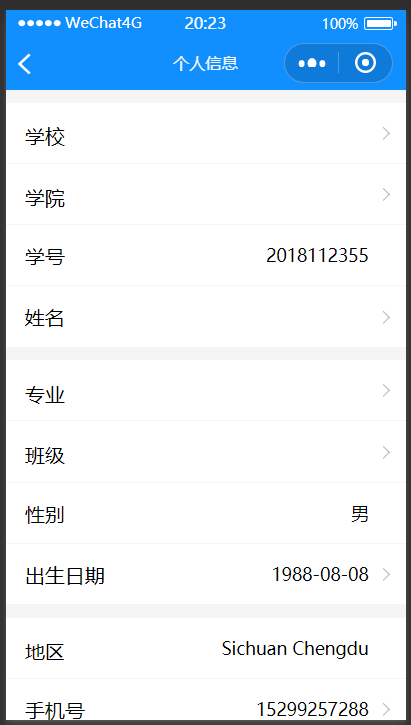 WeChat4G 20:23 100%
个人信息
学校
学院
学号 2018112355
姓名
专业
班级
性别 男
出生日期 1988-08-08
地区 Sichuan Chengdu
手机号 15299257288